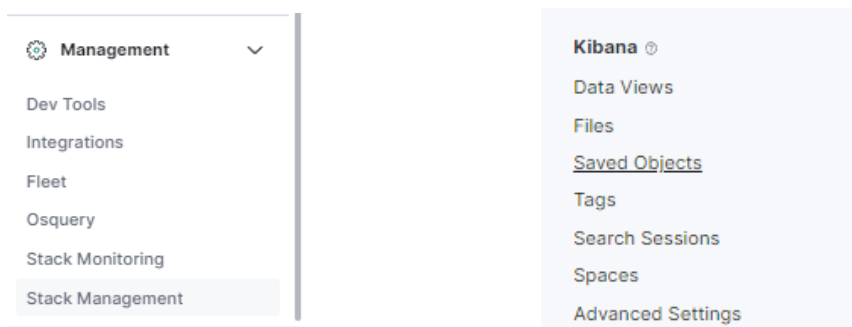 Management
Dev Tools
Integrations
Fleet
Osquery
Stack Monitoring
Stack Management
Kibana
Data Views
Files
Saved Objects
Tags
Search Sessions
Spaces
Advanced Settings